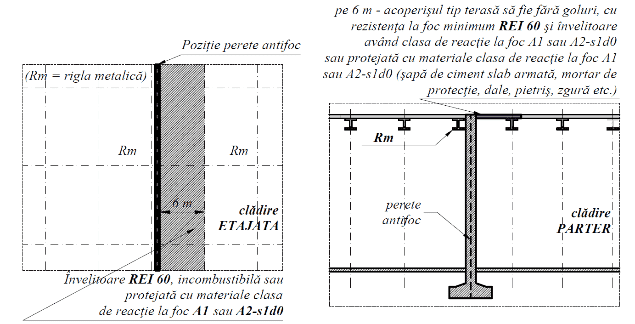 pe 6 m - acoperişul tip terasă să fie fără goluri, cu
rezistenţa la foc minimum REI 60 şi învelitoare
având clasa de reacţie la foc A1 sau A2-s1d0
sau protejată cu materiale clasa de reacţie la foc A1
sau A2-s1d0 (şapă de ciment slab armată, mortar de
protecţie, dale, pietriş, zgură etc.)
Poziţie perete antifoc
(Rm = rigla metalică)
Rm
Rm
6 m
clădire
ETAJATA
Învelitoare REI 60, incombustibilă sau
protejată cu materiale clasa
de reacţie la foc A1 sau A2-s1d0
Rm
perete
antifoc
clădire
PARTER